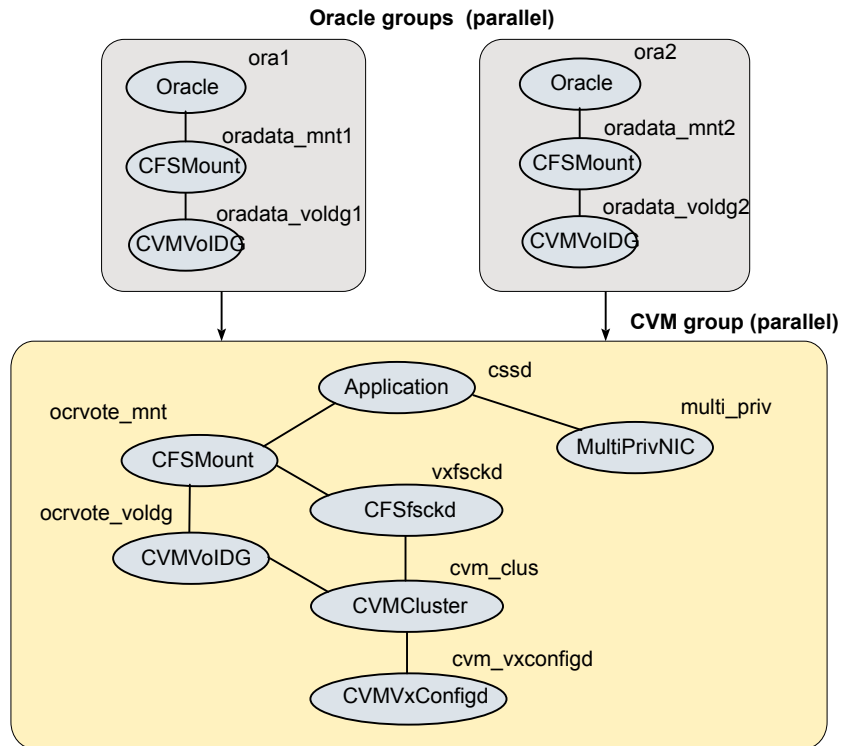 Oracle groups (parallel)
ora1
Oracle
oradata_mnt1
CFSMount
oradata_voldg1
CVMVolDG
ora2
Oracle
oradata_mnt2
CFSMount
oradata_voldg2
CVMVolDG
CVM group (parallel)
cssd
Application
ocrvote_mnt
multi_priv
CFSMount
MultiPrivNIC
vxfsckd
CFSfsckd
ocrvote_voldg
CVMVolDG
cvm_clus
CVMCluster
cvm_vxconfigd
CVMVxConfigd